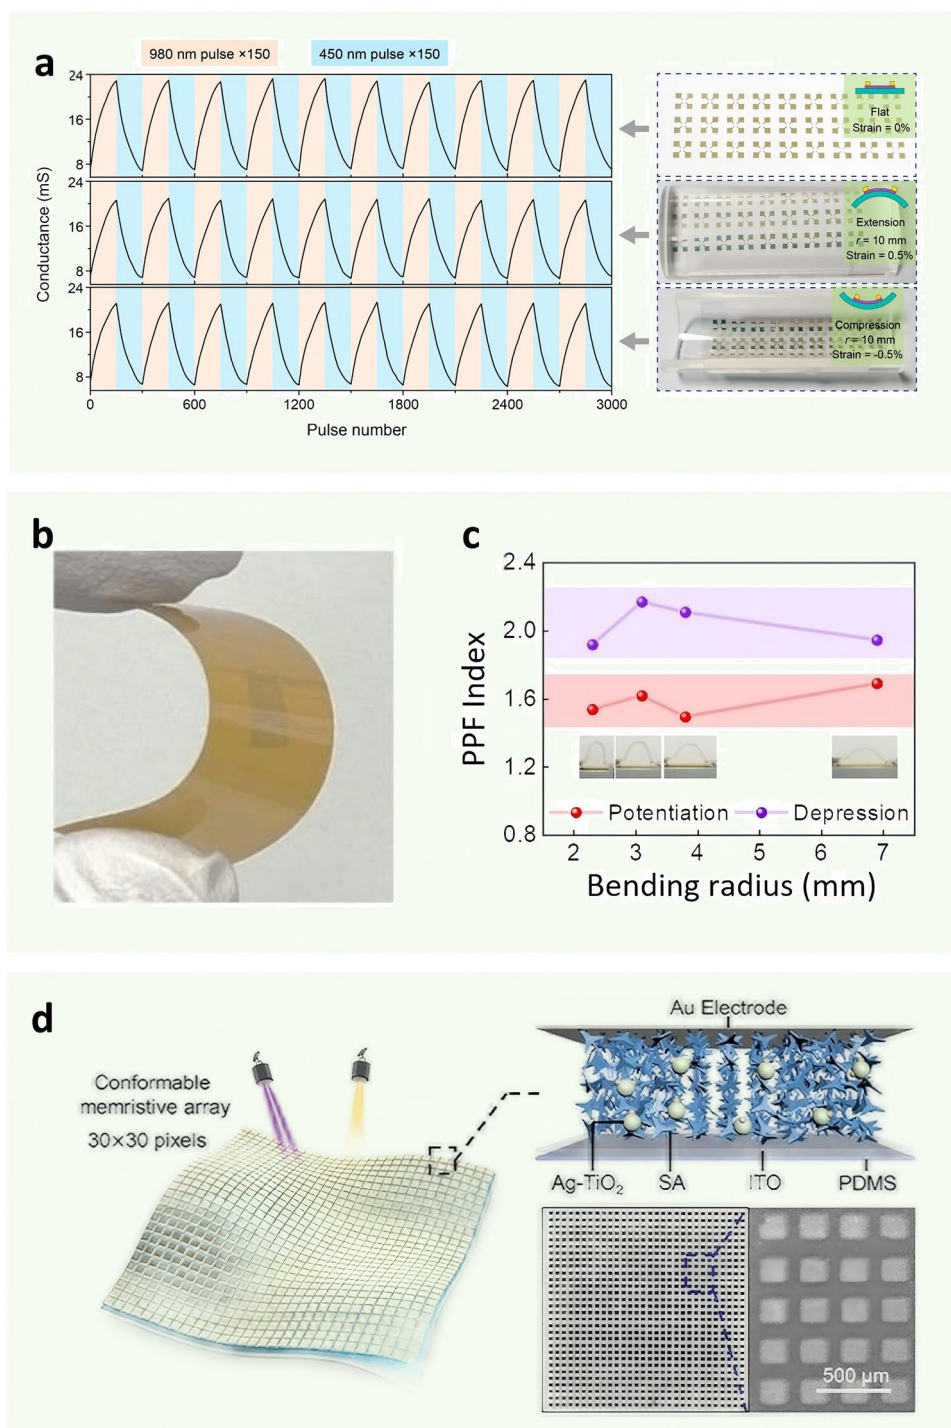 a
980 nm pulse ×150
450 nm pulse ×150
Conductance (mS)
24
16
8
24
16
8
24
16
8
0
600
1200
1800
2400
3000
Pulse number
Flat
Strain = 0%
Extension
r = 10 mm
Strain = 0.5%
Compression
r = 10 mm
Strain = -0.5%
b
c
PPF Index
2.4
2.0
1.6
1.2
0.8
Potentiation
Depression
2
3
4
5
6
7
Bending radius (mm)
d
Conformable
memristive array
30×30 pixels
Au Electrode
Ag-TiO₂
SA
ITO
PDMS
500 µm